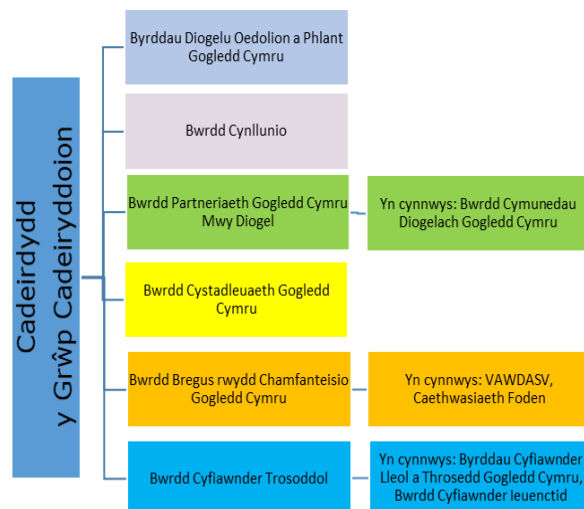 Cadeirdydd
y Grŵp Cadeiryddoion
Byrddau Diogelu Oedolion a Phlant
Gogledd Cymru
Bwrdd Cynllunio
Bwrdd Partneriaeth Gogledd Cymru
Mwy Diogel
Yn cynnwys: Bwrdd Cymunedau
Diogelach Gogledd Cymru
Bwrdd Cystadleuaeth Gogledd
Cymru
Bwrdd Bregus rwydd Chamfanteisio
Gogledd Cymru
Yn cynnwys: VAWDASV,
Caethwasiaeth Foden
Bwrdd Cyfiawnder Trosoddol
Yn cynnwys: Byrddau Cyfiawnder
Lleol a Throsedd Gogledd Cymru,
Bwrdd Cyfiawnder Ieuenctid